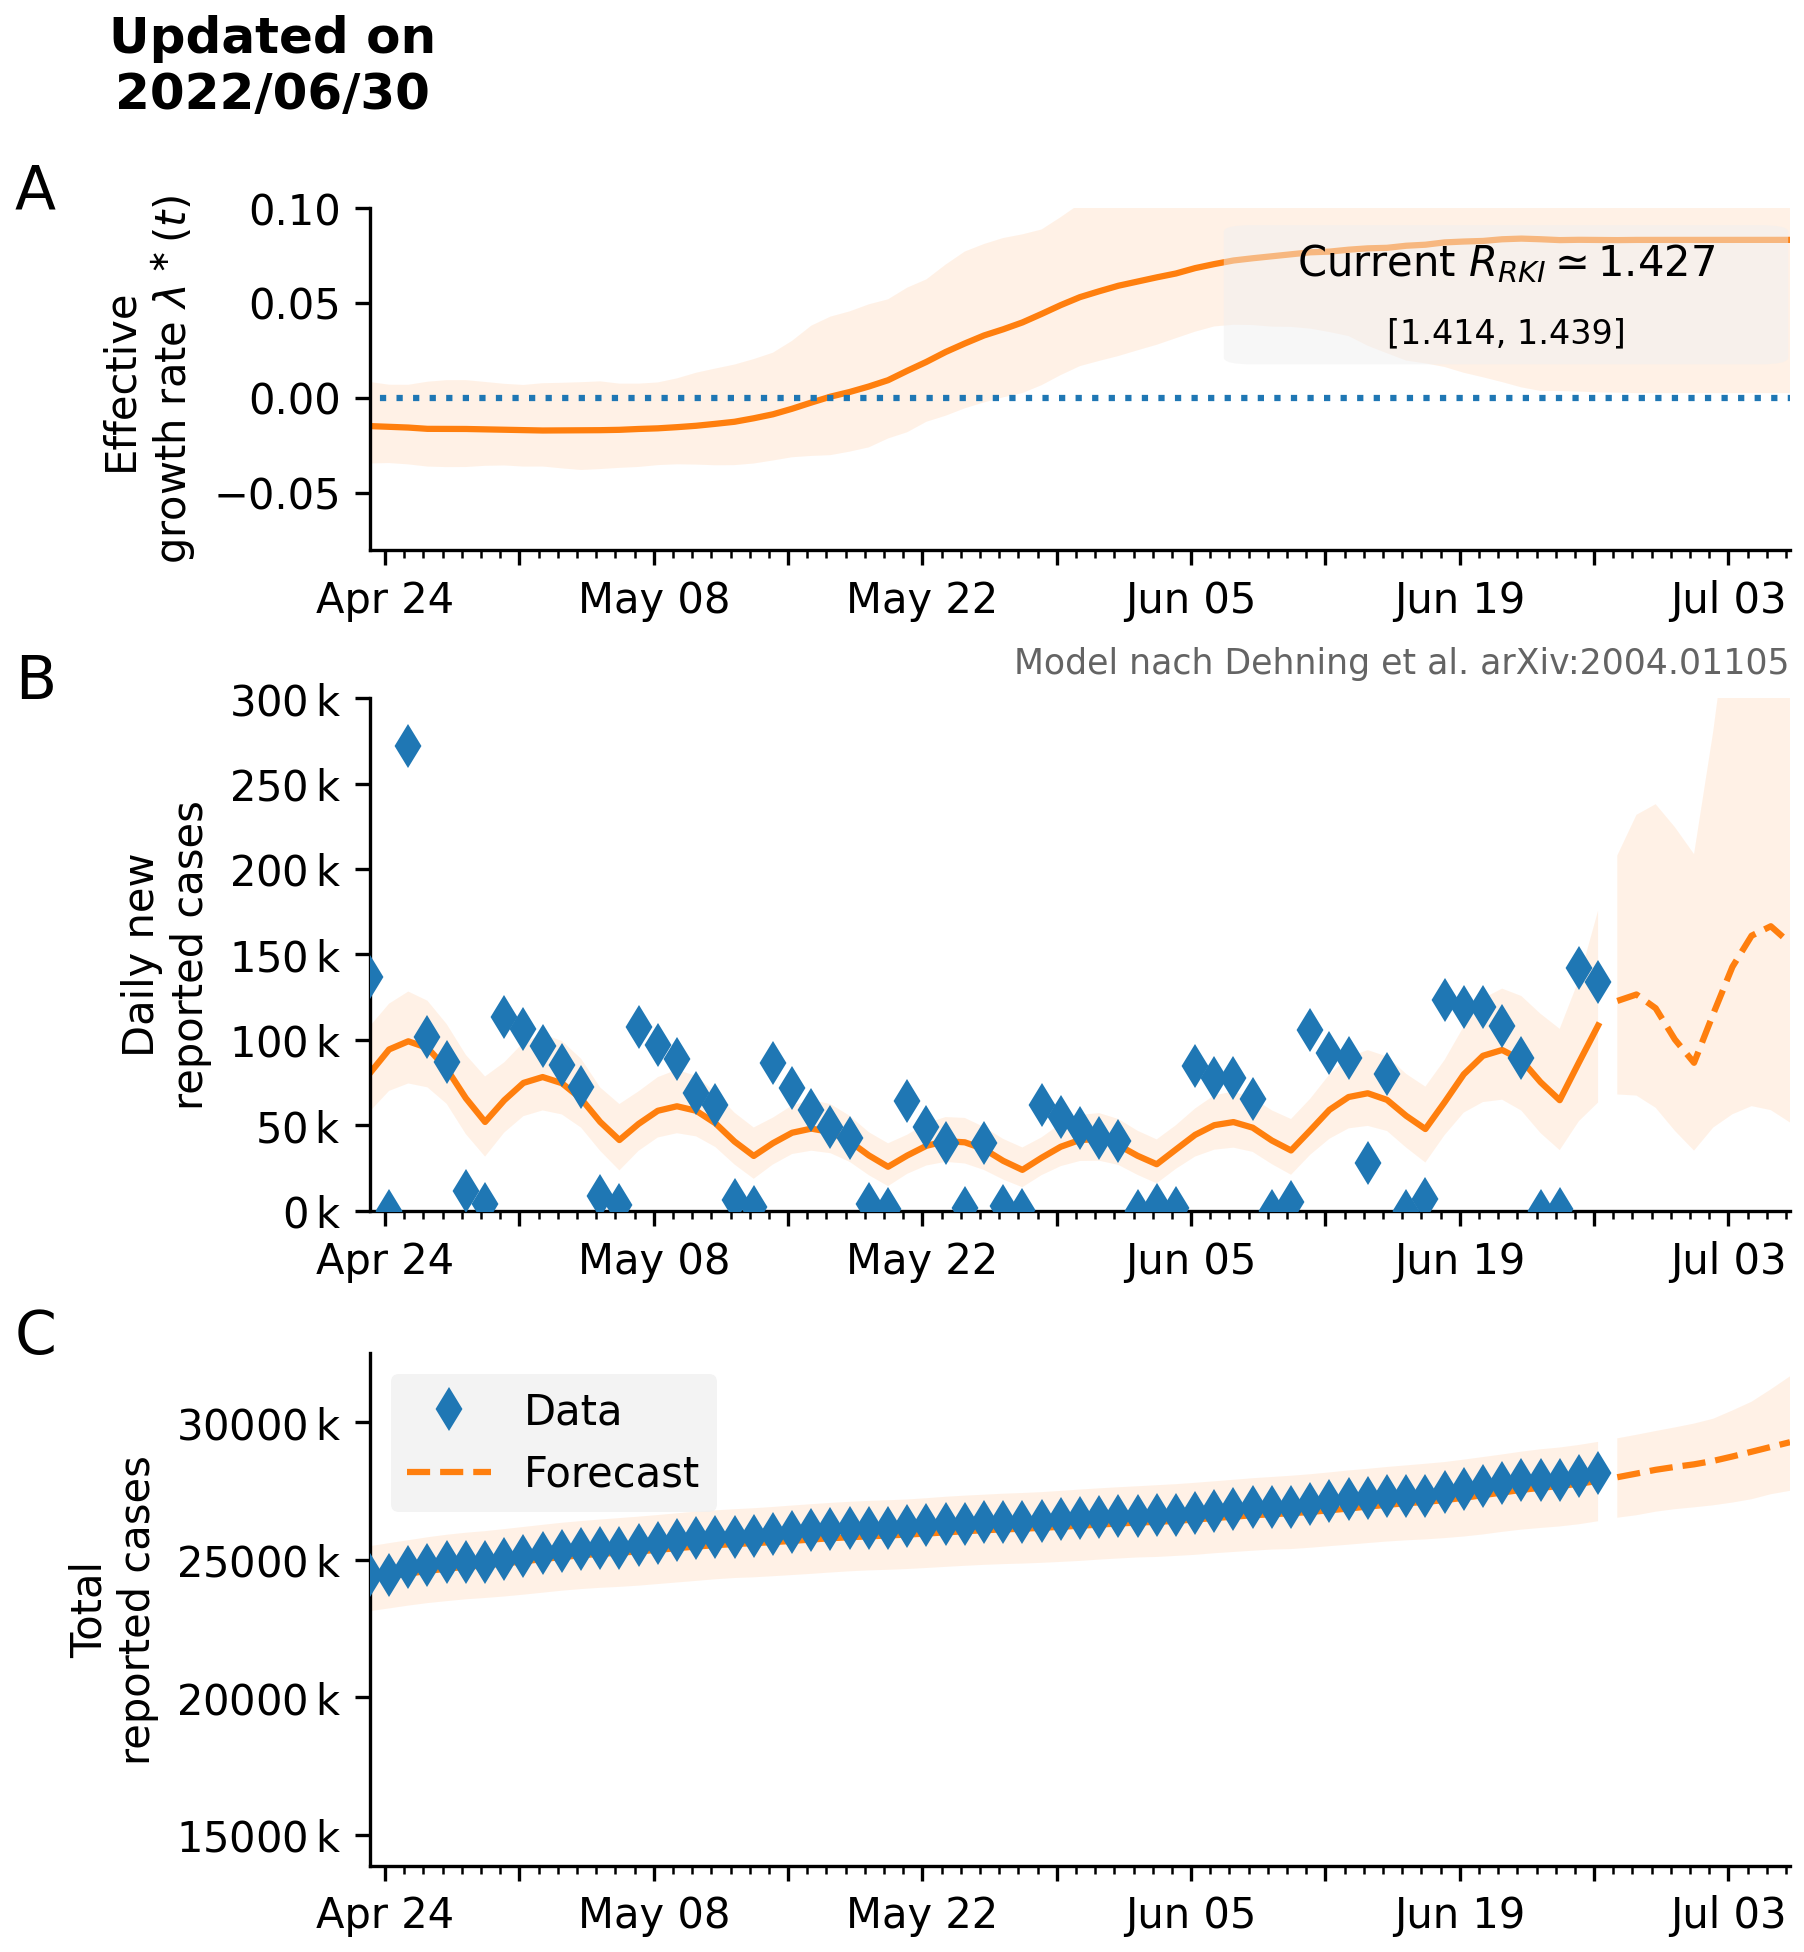 Updated on
2022/06/30
A
Effective
growth rate λ * (t)
0.10
0.05
0.00
−0.05
Current R_RKI ≃ 1.427
[1.414, 1.439]
Apr 24 May 08 May 22 Jun 05 Jun 19 Jul 03
B
Model nach Dehning et al. arXiv:2004.01105
Daily new
reported cases
300 k
250 k
200 k
150 k
100 k
50 k
0 k
Apr 24 May 08 May 22 Jun 05 Jun 19 Jul 03
C
Total
reported cases
30000 k
25000 k
20000 k
15000 k
Data
Forecast
Apr 24 May 08 May 22 Jun 05 Jun 19 Jul 03